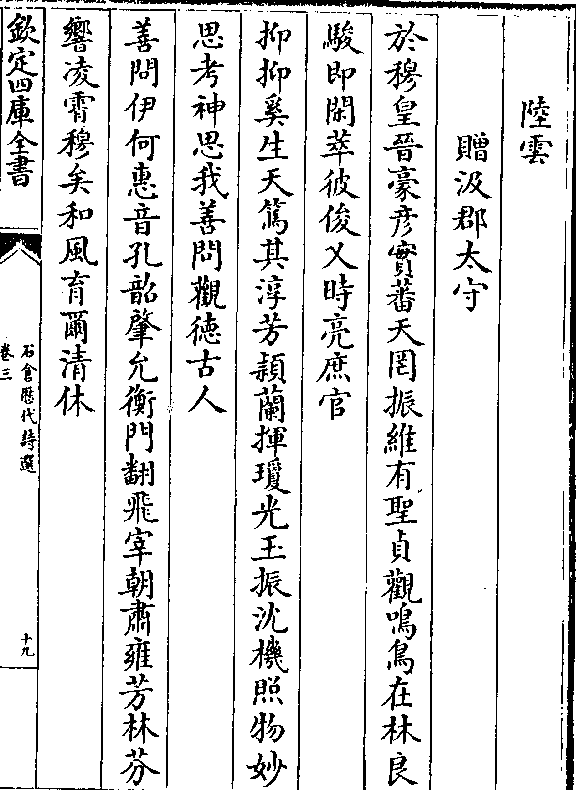 陸雲
贈汲郡太守
於穆皇晉豪彦實蕃天罔振維有聖貞觀鳴鳥在林良
駿即閑萃彼俊乂時亮庶官
抑抑奚生天篤其淳芳頴蘭揮瓊光玉振沈機照物妙
思考神思我善問觀徳古人
善問伊何惠音孔韶肇允衡門翻飛宰朝肅雍芳林芬
響凌霄穆矣和風育爾清休
欽定四庫全書
石倉歴代詩選
卷三
十九